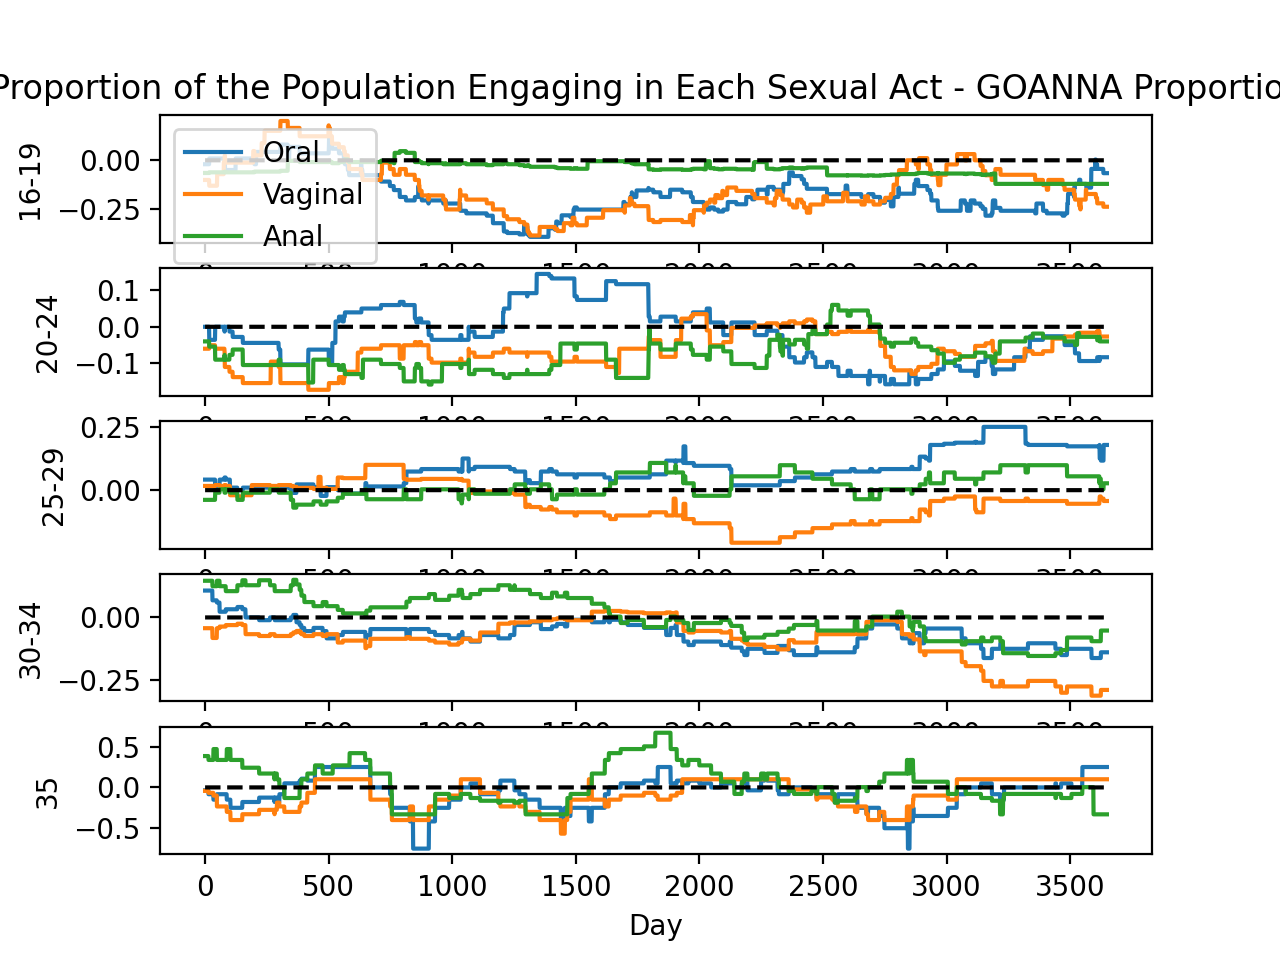 Proportion of the Population Engaging in Each Sexual Act - GOANNA Proportio
16-19
0.00
−0.25
Oral
Vaginal
Anal
20-24
0.1
0.0
−0.1
25-29
0.25
0.00
30-34
0.00
−0.25
35
0.5
0.0
−0.5
0 500 1000 1500 2000 2500 3000 3500
Day